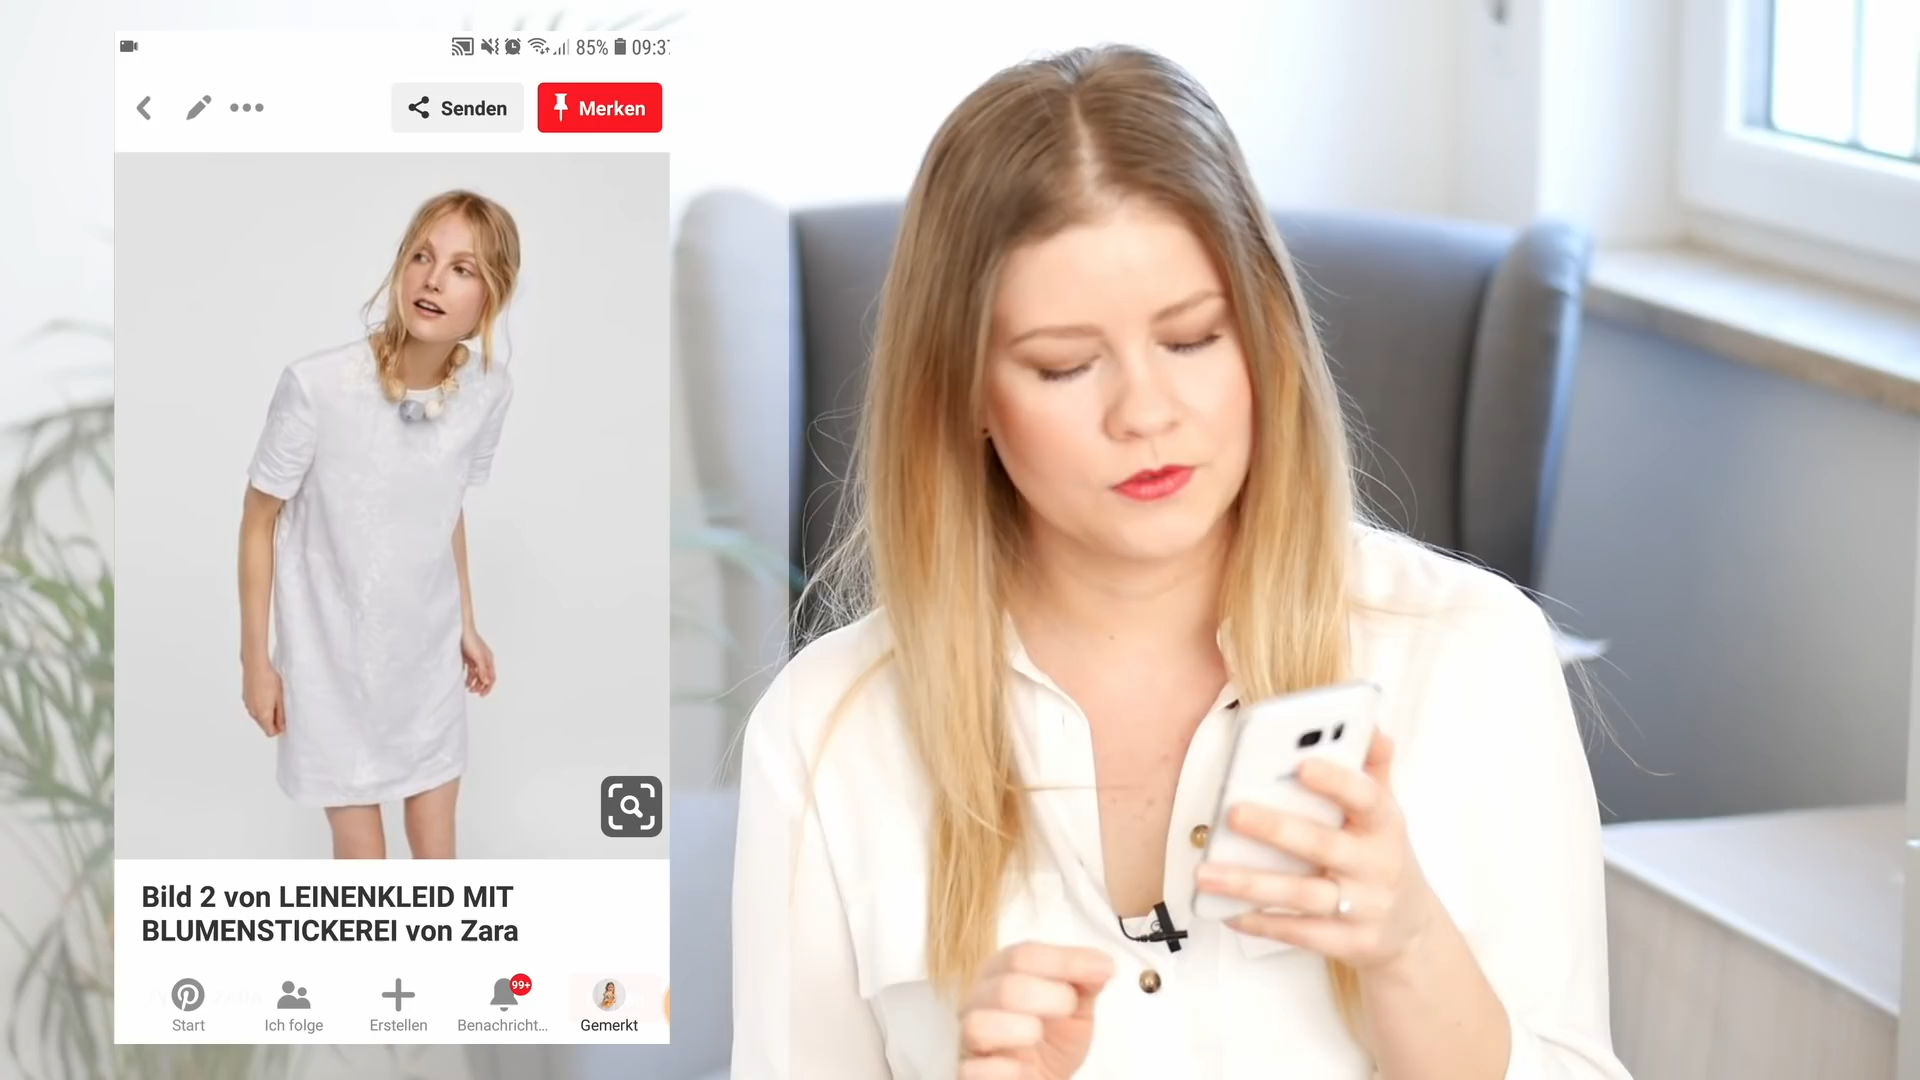 85% 09:37
Senden
Merken
Bild 2 von LEINENKLEID MIT
BLUMENSTICKEREI von Zara
99+
Start
Ich folge
Erstellen
Benachricht...
Gemerkt